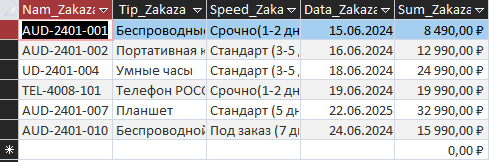 Nam_Zakaza Tip_Zakaza Speed_Zaka Data_Zakaza Sum_Zakaza
AUD-2401-001 Беспроводные Срочно(1-2 дн 15.06.2024 8 490,00 ₽
AUD-2401-002 Портативная к Стандарт (3-5 д 16.06.2024 12 990,00 ₽
UD-2401-004 Умные часы Стандарт (3-5 д 18.06.2024 24 990,00 ₽
TEL-4008-101 Телефон РОСС Срочно(1-2 дн 19.06.2024 19 990,00 ₽
AUD-2401-007 Планшет Стандарт (5 дн 22.06.2025 32 990,00 ₽
AUD-2401-010 Беспроводной Под заказ (7 д 24.06.2024 15 990,00 ₽
0,00 ₽